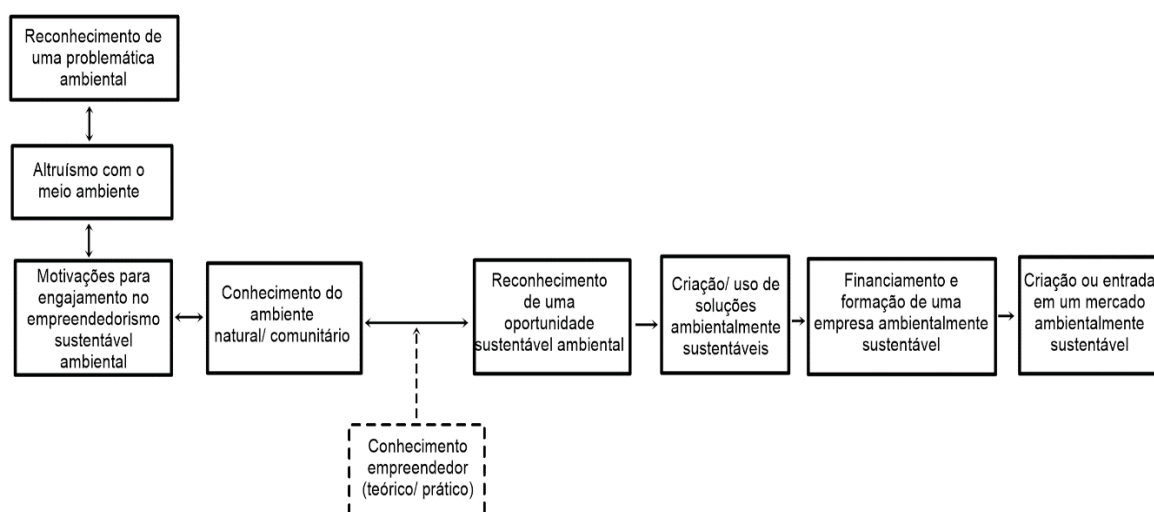 Reconhecimento de
uma problemática
ambiental
Altruísmo com o
meio ambiente
Motivações para
engajamento no
empreendedorismo
sustentável
ambiental
Conhecimento do
ambiente
natural/ comunitário
Reconhecimento
de uma
oportunidade
sustentável ambiental
Criação/ uso de
soluções
ambientalmente
sustentáveis
Financiamento e
formação de uma
empresa ambientalmente
sustentável
Criação ou entrada
em um mercado
ambientalmente
sustentável
Conhecimento
empreendedor
(teórico/ prático)